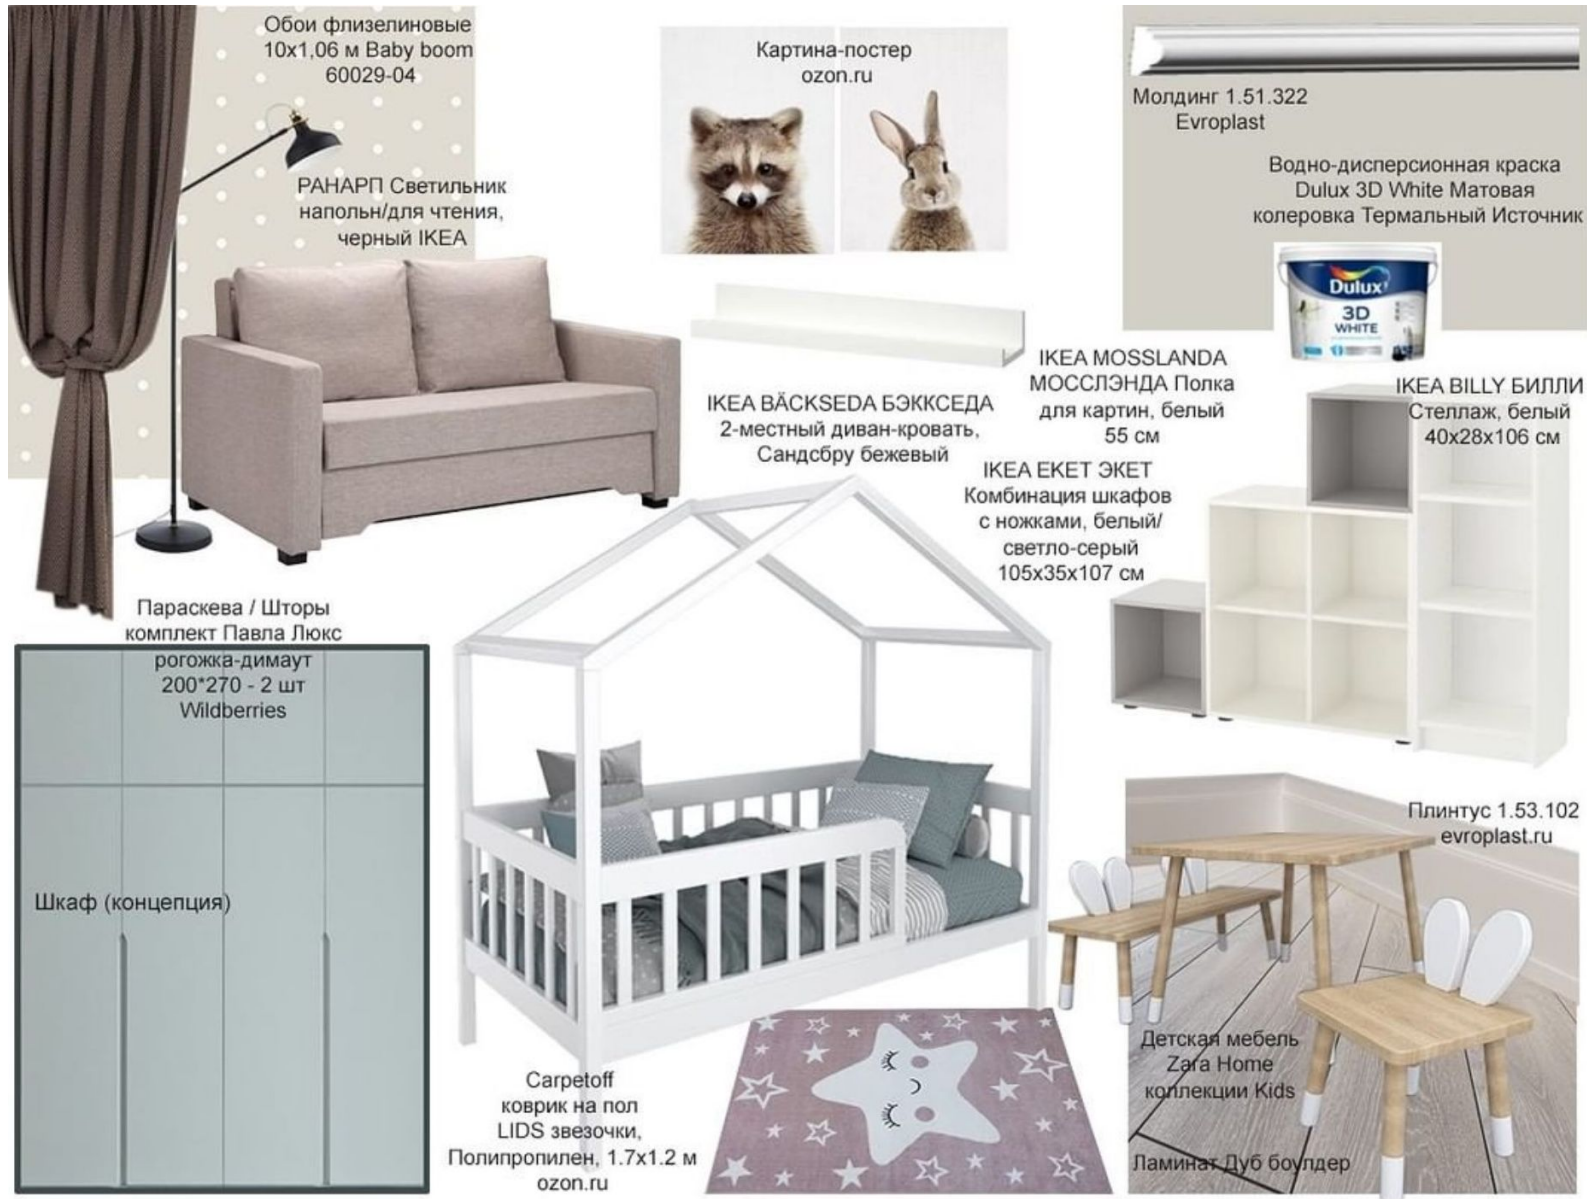 Обои флизелиновые
10x1,06 м Baby boom
60029-04
РАНАРП Светильник
напольн/для чтения,
черный IKEA
Картина-постер
ozon.ru
Молдинг 1.51.322
Evroplast
Водно-дисперсионная краска
Dulux 3D White Матовая
колеровка Термальный Источник
Dulux
3D
WHITE
IKEA BÄCKSEDA БЭККСЕДА
2-местный диван-кровать,
Сандсбру бежевый
IKEA MOSSLANDA
МОССЛЭНДА Полка
для картин, белый
55 см
IKEA BILLY БИЛЛИ
Стеллаж, белый
40x28x106 см
IKEA EKET ЭКЕТ
Комбинация шкафов
с ножками, белый/
светло-серый
105x35x107 см
Параскева / Шторы
комплект Павла Люкс
рогожка-димаут
200*270 - 2 шт
Wildberries
Шкаф (концепция)
Плинтус 1.53.102
evroplast.ru
Детская мебель
Zara Home
коллекции Kids
Carpetoff
коврик на пол
LIDS звезочки,
Полипропилен, 1.7x1.2 м
ozon.ru
Ламинат Дуб боулдер